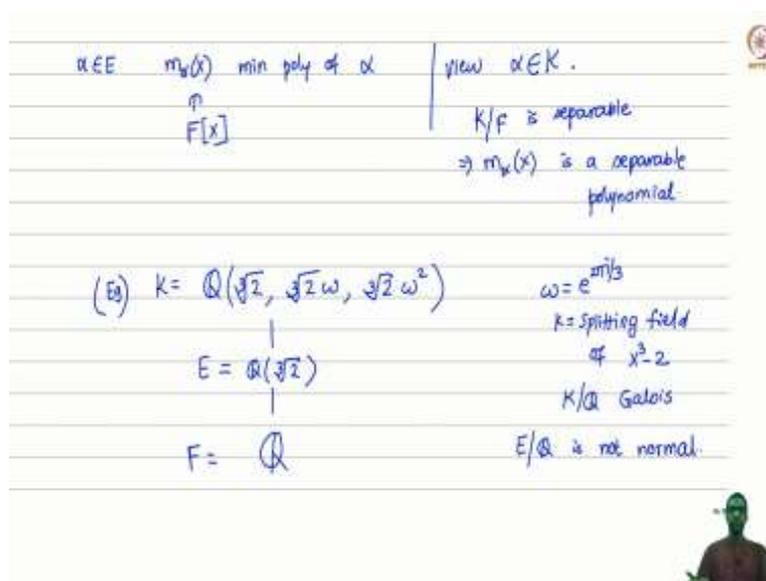 α∈E m_α(x) min poly of α
∩
F[x]
view α∈K.
K/F is separable
⇒ m_α(x) is a separable
polynomial.
(Eg) K = ℚ(∛2, ∛2 ω, ∛2 ω²)
E = ℚ(∛2)
F = ℚ
ω = e^{2πi/3}
K = Splitting field
of x³-2
K/ℚ Galois
E/ℚ is not normal.